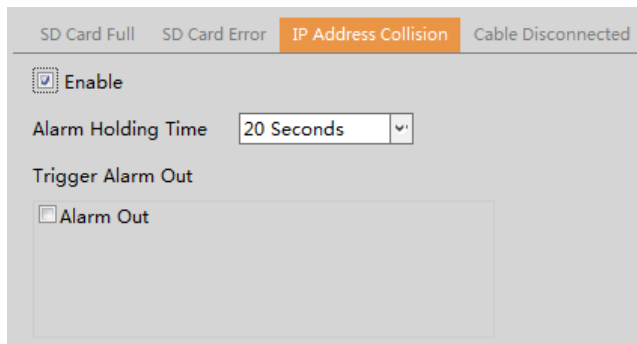 SD Card Full SD Card Error IP Address Collision Cable Disconnected
Enable
Alarm Holding Time 20 Seconds
Trigger Alarm Out
Alarm Out